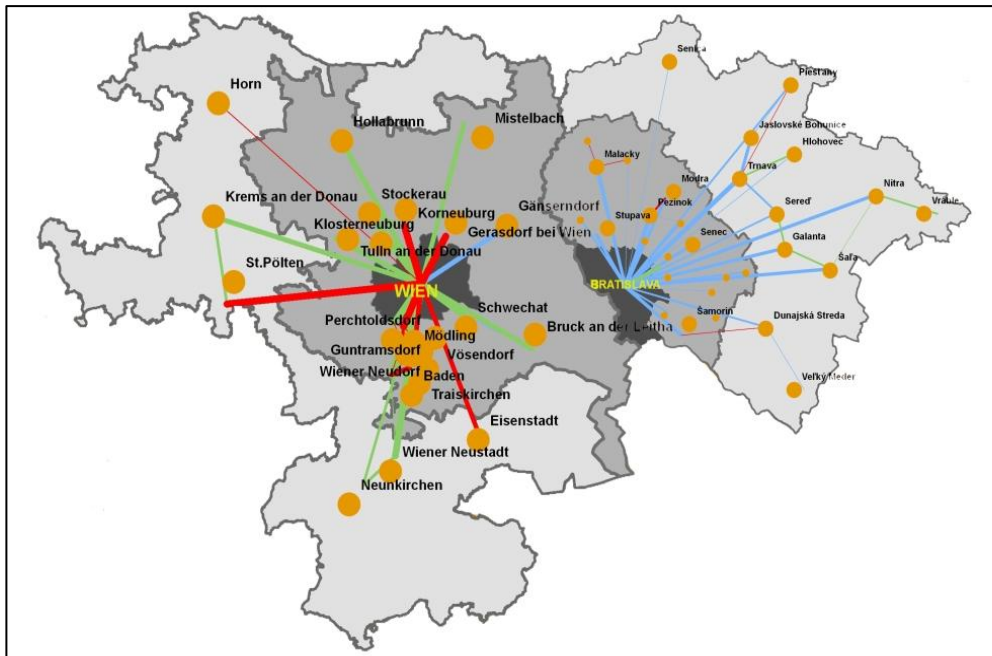 Horn
Hollabrunn
Mistelbach
Krems an der Donau
Stockerau
Klosterneuburg
Korneuburg
Gänserndorf
Gerasdorf bei Wien
Tulln an der Donau
St.Pölten
WIEN
Schwechat
Perchtoldsdorf
Mödling
Bruck an der Leitha
Guntramsdorf
Vösendorf
Wiener Neudorf
Baden
Traiskirchen
Eisenstadt
Wiener Neustadt
Neunkirchen
Senica
Piešťany
Jaslovské Bohunice
Hlohovec
Malacky
Trnava
Modra
Pezinok
Nitra
Stupava
Sereď
Vráble
Senec
Galanta
Šaľa
BRATISLAVA
Šamorín
Dunajská Streda
Veľký Meder